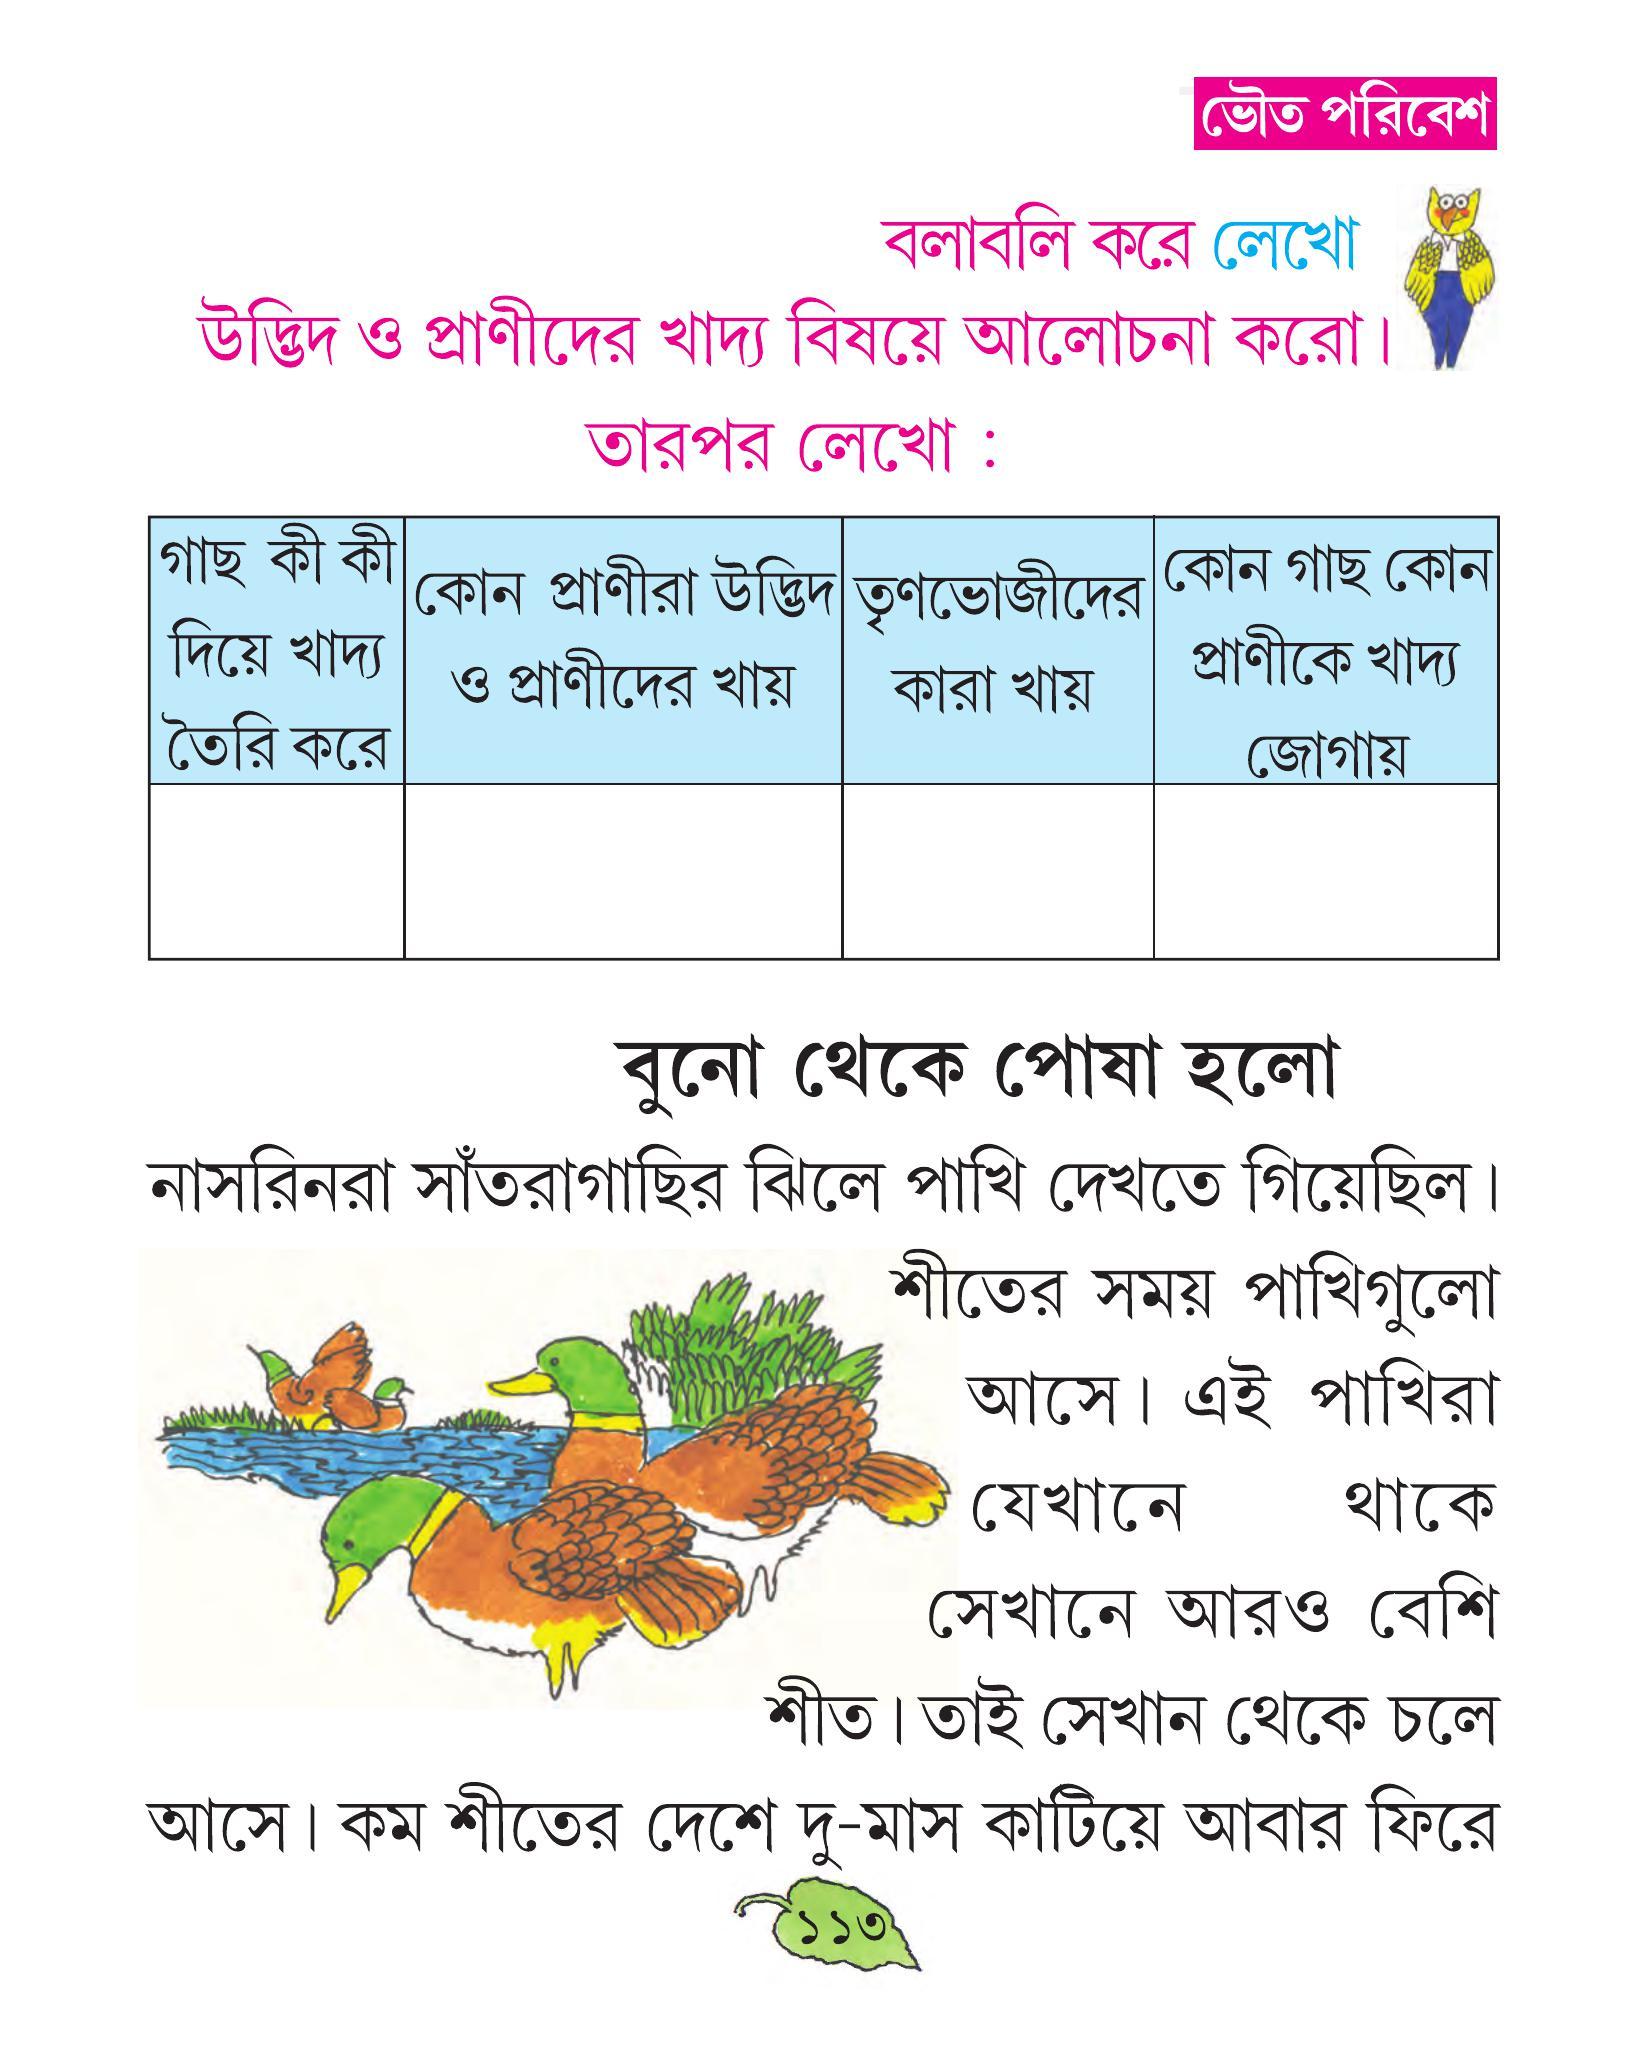 ভৌত পরিবেশ
বলাবলি করে লেখো
উদ্ভিদ ও প্রাণীদের খাদ্য বিষয়ে আলোচনা করো।
তারপর লেখো :
গাছ কী কী
দিয়ে খাদ্য
তৈরি করে
কোন প্রাণীরা উদ্ভিদ
ও প্রাণীদের খায়
তৃণভোজীদের
কারা খায়
কোন গাছ কোন
প্রাণীকে খাদ্য
জোগায়
বুনো থেকে পোষা হলো
নাসরিনরা সাঁতরাগাছির ঝিলে পাখি দেখতে গিয়েছিল।
শীতের সময় পাখিগুলো
আসে। এই পাখিরা
যেখানে থাকে
সেখানে আরও বেশি
শীত। তাই সেখান থেকে চলে
আসে। কম শীতের দেশে দু-মাস কাটিয়ে আবার ফিরে
১১৩